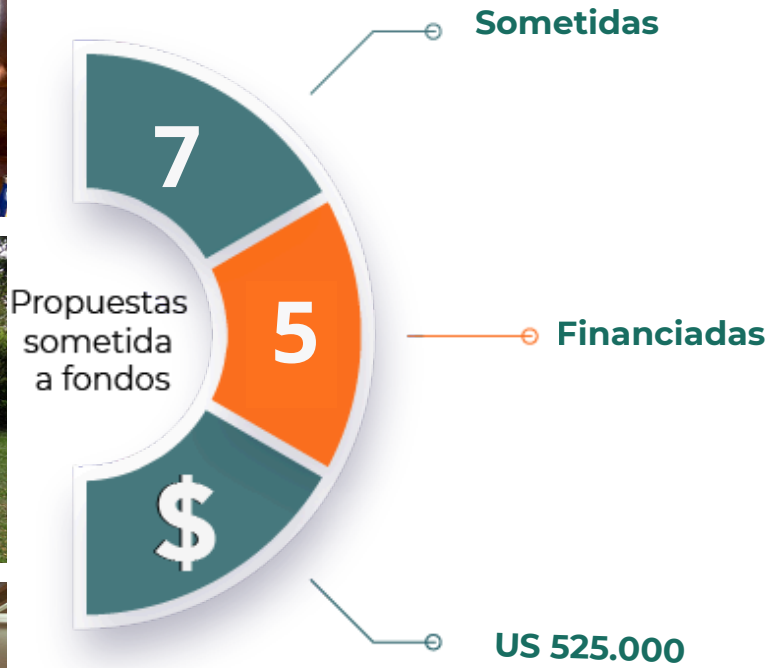 Sometidas
7
Propuestas
sometida
a fondos
5
Financiadas
$
US 525.000